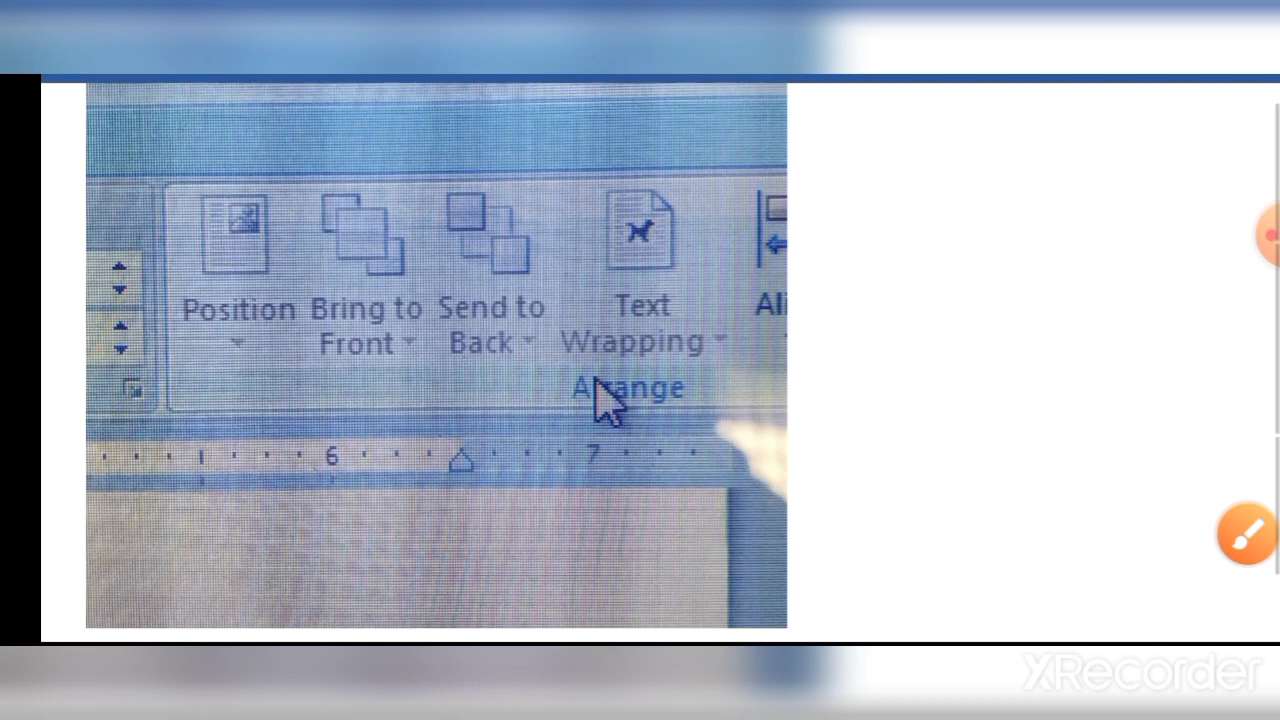 Position Bring to Send to Text
Front Back Wrapping
Arrange
6 7
XRecorder